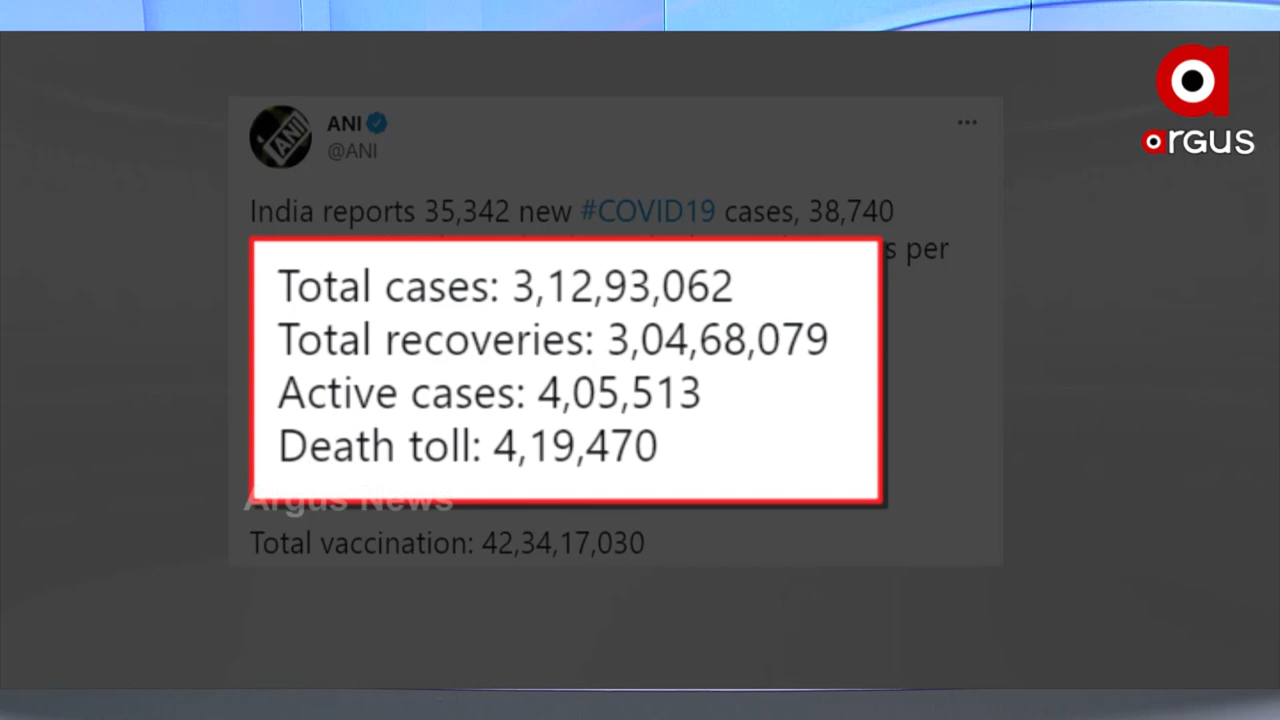 argus
ANI
@ANI
India reports 35,342 new #COVID19 cases, 38,740
s per
Total cases: 3,12,93,062
Total recoveries: 3,04,68,079
Active cases: 4,05,513
Death toll: 4,19,470
Argus News
Total vaccination: 42,34,17,030